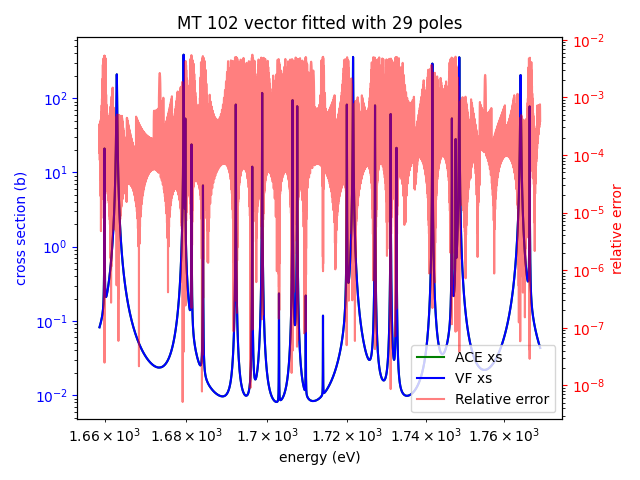 MT 102 vector fitted with 29 poles
cross section (b)
10²
10¹
10⁰
10⁻¹
10⁻²
10⁻²
10⁻³
10⁻⁴
10⁻⁵
10⁻⁶
10⁻⁷
10⁻⁸
relative error
ACE xs
VF xs
Relative error
1.66×10³ 1.68×10³ 1.7×10³ 1.72×10³ 1.74×10³ 1.76×10³
energy (eV)